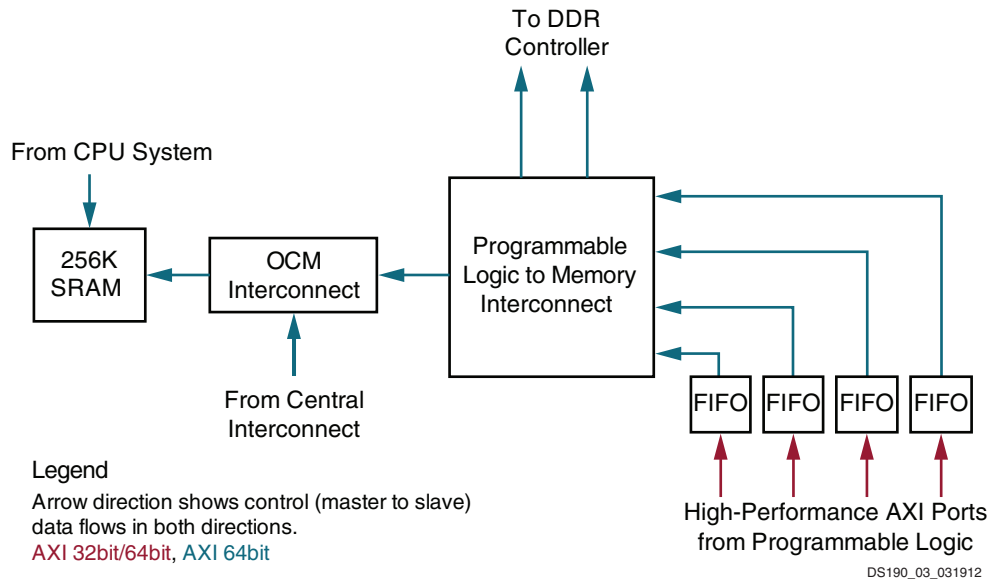 To DDR
Controller
From CPU System
256K
SRAM
OCM
Interconnect
Programmable
Logic to Memory
Interconnect
From Central
Interconnect
FIFO
FIFO
FIFO
FIFO
Legend
Arrow direction shows control (master to slave)
data flows in both directions.
AXI 32bit/64bit, AXI 64bit
High-Performance AXI Ports
from Programmable Logic
DS190_03_031912